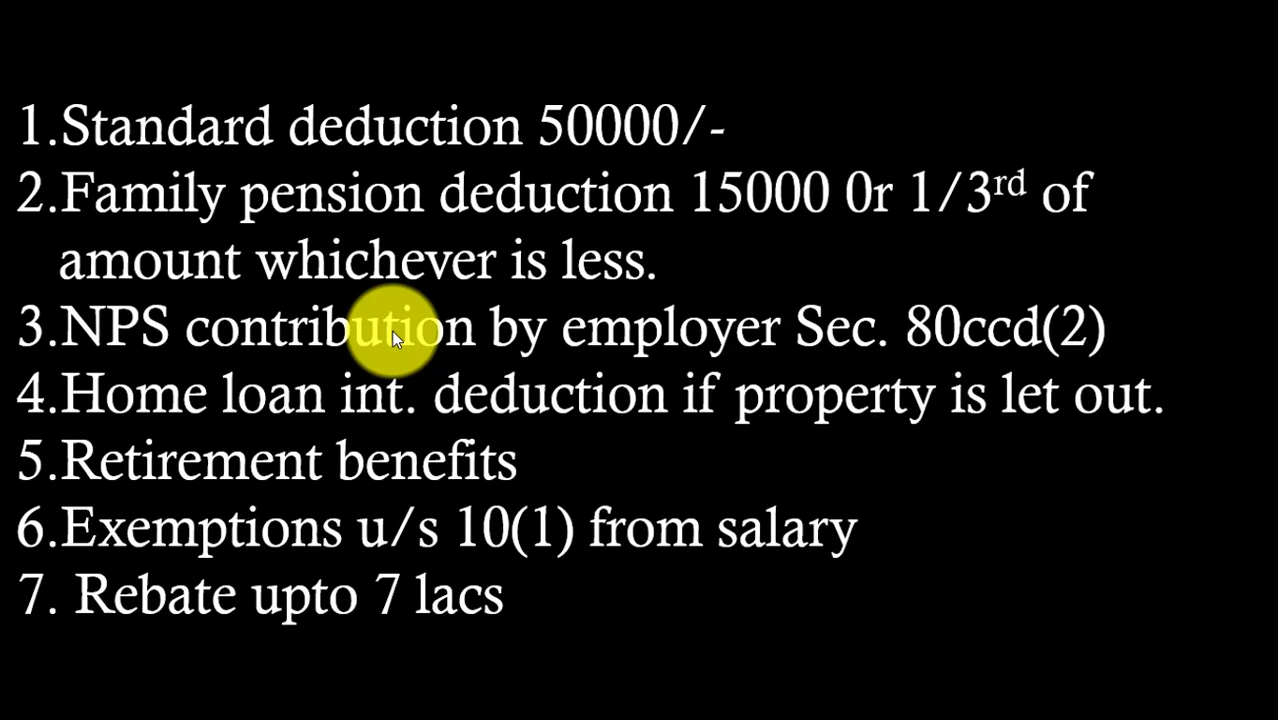 1.Standard deduction 50000/-
2.Family pension deduction 15000 0r 1/3rd of
amount whichever is less.
3.NPS contribution by employer Sec. 80ccd(2)
4.Home loan int. deduction if property is let out.
5.Retirement benefits
6.Exemptions u/s 10(1) from salary
7. Rebate upto 7 lacs